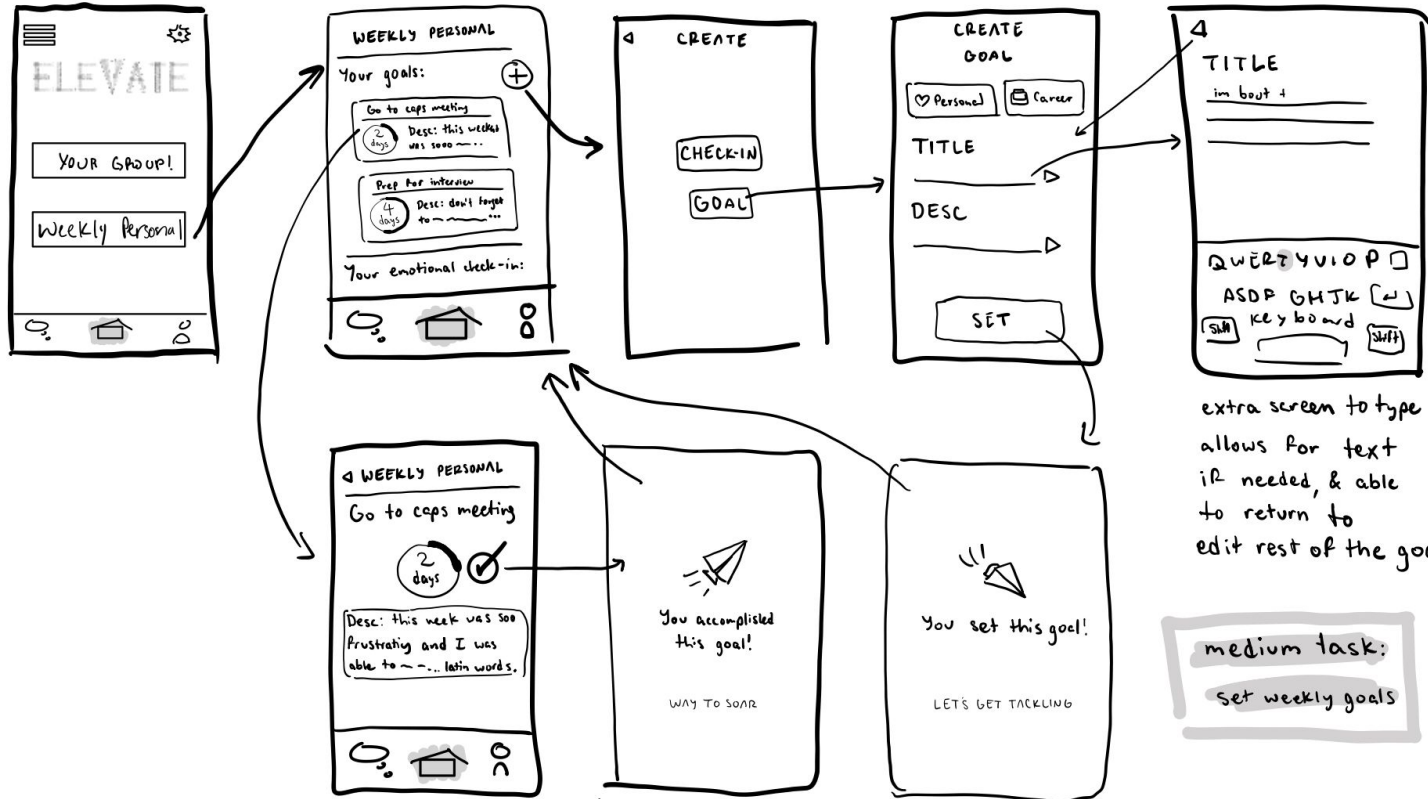 ELEVATE
YOUR GROUP!
Weekly Personal
WEEKLY PERSONAL
Your goals:
Go to caps meeting
2
days
Desc: this weeks
was sooo ~ ..
Prep for interview
4
days
Desc: don't forget
to ~ ~~~ ...
Your emotional check-in:
CREATE
CHECK-IN
GOAL
CREATE
GOAL
Personal
Career
TITLE
DESC
SET
TITLE
im bout t
QWERTYUIOP
ASDF GHJK
keyboard
Shift
Shift
extra screen to type
allows for text
if needed, & able
to return to
edit rest of the goa
WEEKLY PERSONAL
Go to caps meeting
2
days
Desc: this week was soo
frustratiy and I was
able to ~ ~... latin words.
You accomplished
this goal!
WAY TO SOAR
You set this goal!
LET'S GET TACKLING
medium task:
set weekly goals